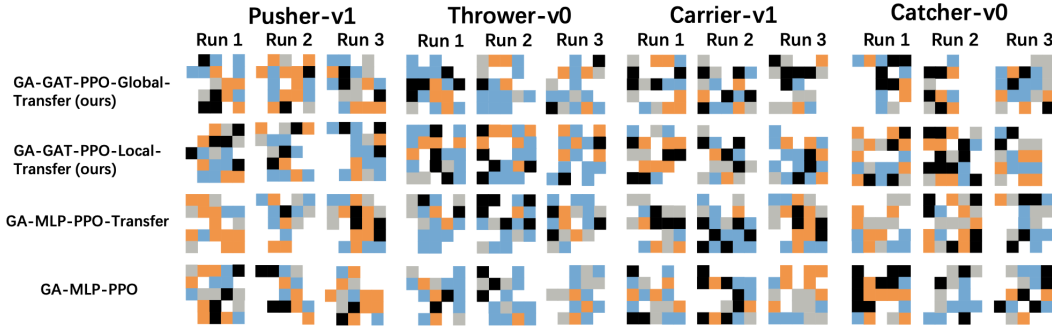 Pusher-v1 Thrower-v0 Carrier-v1 Catcher-v0
Run 1 Run 2 Run 3 Run 1 Run 2 Run 3 Run 1 Run 2 Run 3 Run 1 Run 2 Run 3
GA-GAT-PPO-Global-
Transfer (ours)
GA-GAT-PPO-Local-
Transfer (ours)
GA-MLP-PPO-Transfer
GA-MLP-PPO